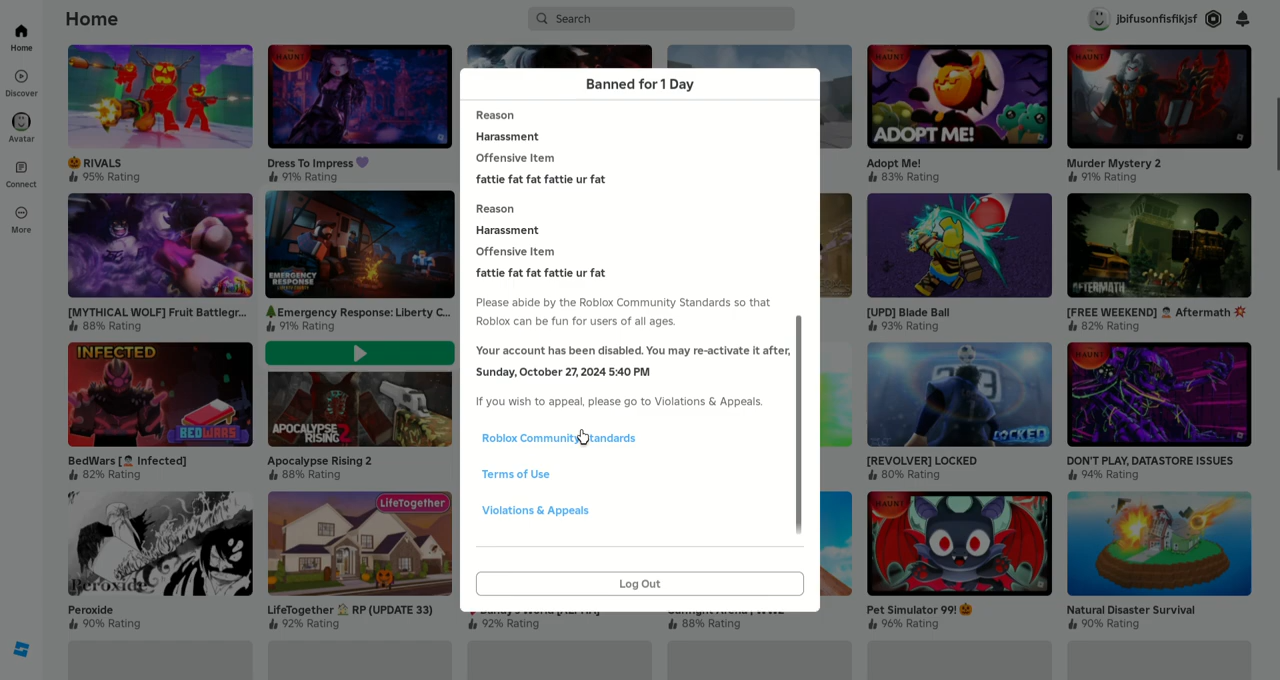 Home
Search
jbifusonfisfikjsf
Home
Discover
Avatar
Connect
More
HAUNT
HAUNT
ADOPT ME!
HAUNT
🎃RIVALS
Dress To Impress 💜
Adopt Me!
Murder Mystery 2
95% Rating
91% Rating
83% Rating
91% Rating
EMERGENCY
RESPONSE
AFTERMATH
[MYTHICAL WOLF] Fruit Battlegr...
🌲Emergency Response: Liberty C...
[UPD] Blade Ball
[FREE WEEKEND] 🧟 Aftermath 💥
88% Rating
91% Rating
93% Rating
82% Rating
INFECTED
BEDWARS
APOCALYPSE
RISING 2
LOCKED
HAUNT
BedWars [🧟 Infected]
Apocalypse Rising 2
[REVOLVER] LOCKED
DON'T PLAY, DATASTORE ISSUES
82% Rating
88% Rating
80% Rating
94% Rating
Peroxide
LifeTogether
HAUNT
Peroxide
LifeTogether 🏠 RP (UPDATE 33)
Pet Simulator 99! 🎃
Natural Disaster Survival
90% Rating
92% Rating
92% Rating
88% Rating
96% Rating
90% Rating
Banned for 1 Day
Reason
Harassment
Offensive Item
fattie fat fat fattie ur fat
Reason
Harassment
Offensive Item
fattie fat fat fattie ur fat
Please abide by the Roblox Community Standards so that
Roblox can be fun for users of all ages.
Your account has been disabled. You may re-activate it after,
Sunday, October 27, 2024 5:40 PM
If you wish to appeal, please go to Violations & Appeals.
Roblox Community Standards
Terms of Use
Violations & Appeals
Log Out